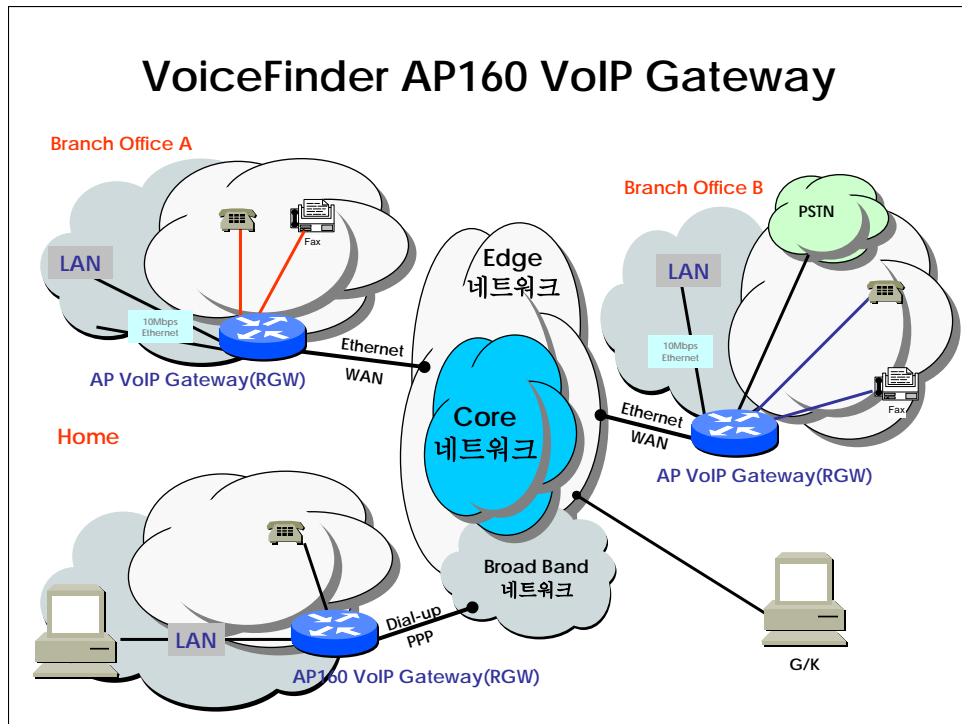 VoiceFinder AP160 VoIP Gateway
Branch Office A
Fax
LAN
10Mbps
Ethernet
AP VoIP Gateway(RGW)
Ethernet
WAN
Edge
네트워크
Core
네트워크
Broad Band
네트워크
Branch Office B
PSTN
LAN
10Mbps
Ethernet
Fax
Ethernet
WAN
AP VoIP Gateway(RGW)
Home
LAN
Dial-up
PPP
AP160 VoIP Gateway(RGW)
G/K